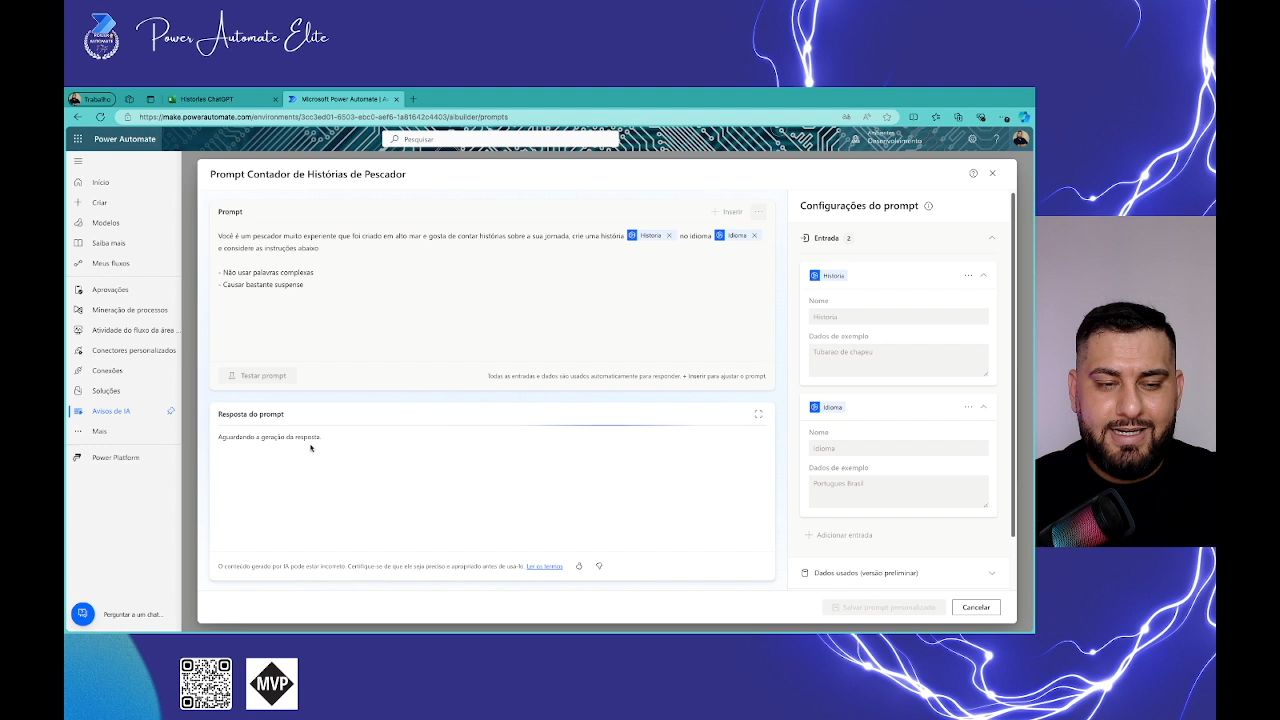 POWER AUTOMATE
Power Automate Elite
Trabalho
Historias ChatGPT
Microsoft Power Automate | A
https://make.powerautomate.com/environments/3cc3ed01-6503-ebc0-aef6-1a81642c4403/aibuilder/prompts
Power Automate
Pesquisar
Ambientes
Desenvolvimento
Início
Criar
Modelos
Saiba mais
Meus fluxos
Aprovações
Mineração de processos
Atividade do fluxo da área ...
Conectores personalizados
Conexões
Soluções
Avisos de IA
Mais
Power Platform
Perguntar a um chat...
Prompt Contador de Histórias de Pescador
Prompt
Inserir
Você é um pescador muito experiente que foi criado em alto mar e gosta de contar histórias sobre a sua jornada, crie uma história Historia no idioma Idioma
e considere as instruções abaixo
- Não usar palavras complexas
- Causar bastante suspense
Testar prompt
Todas as entradas e dados são usados automaticamente para responder. + Inserir para ajustar o prompt.
Resposta do prompt
Aguardando a geração da resposta.
O conteúdo gerado por IA pode estar incorreto. Certifique-se de que ele seja preciso e apropriado antes de usá-lo. Ler os termos
Configurações do prompt
Entrada 2
Historia
Nome
Historia
Dados de exemplo
Tubarao de chapeu
Idioma
Nome
Idioma
Dados de exemplo
Portugues Brasil
Adicionar entrada
Dados usados (versão preliminar)
Salvar prompt personalizado
Cancelar
MVP